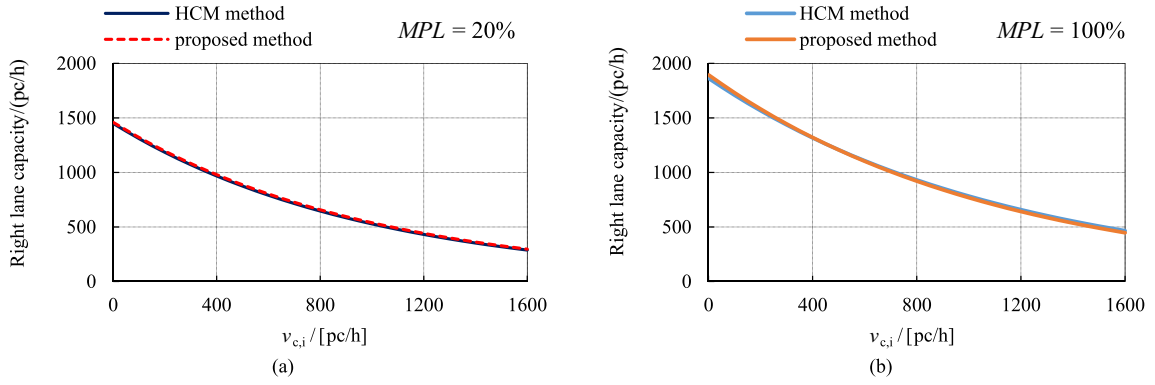 HCM method
proposed method
MPL = 20%
Right lane capacity/(pc/h)
2000
1500
1000
500
0
0 400 800 1200 1600
v c,i / [pc/h]
(a)
HCM method
proposed method
MPL = 100%
Right lane capacity/(pc/h)
2000
1500
1000
500
0
0 400 800 1200 1600
v c,i / [pc/h]
(b)